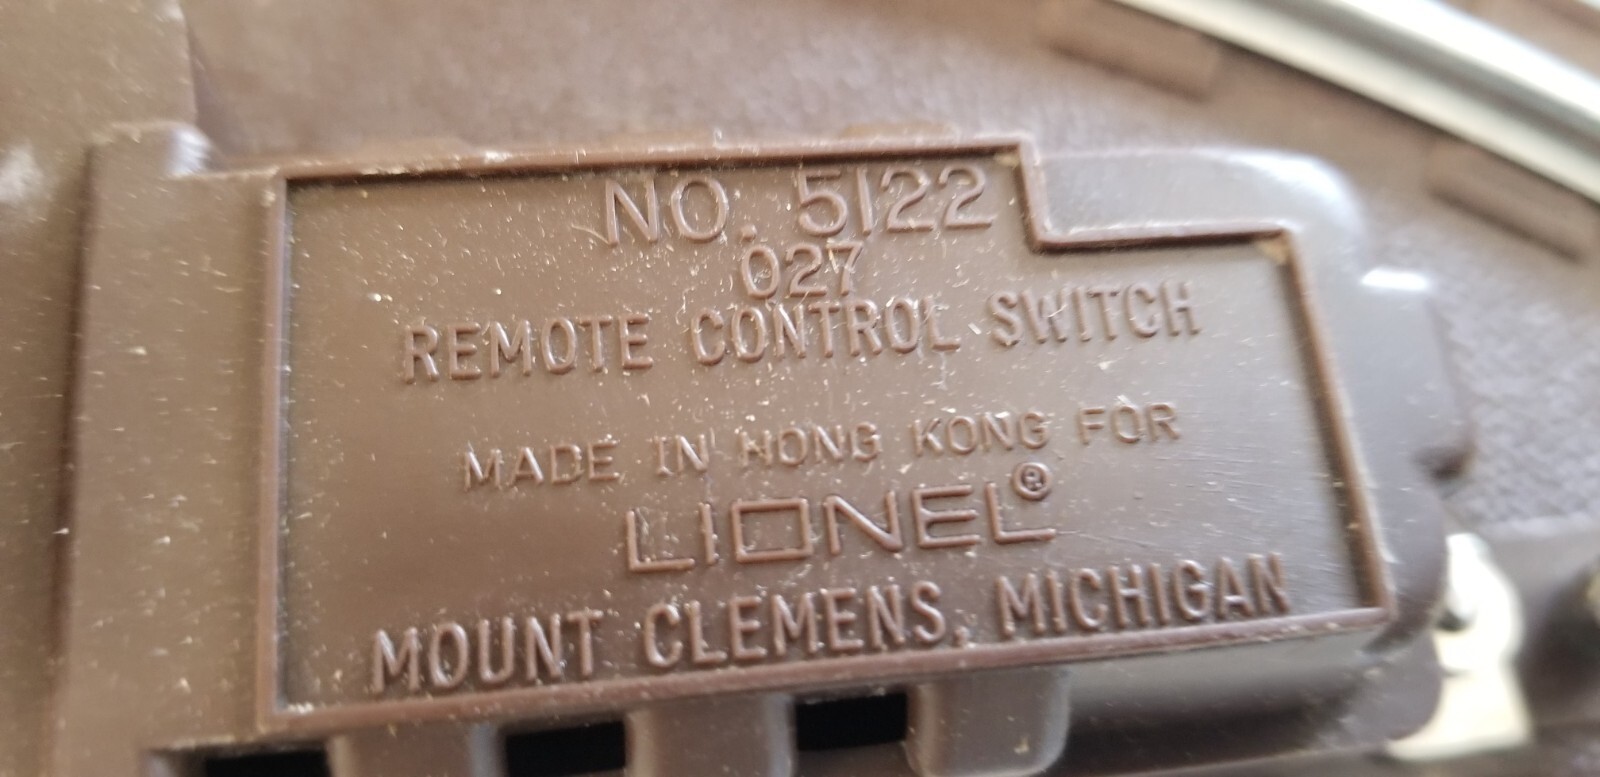 NO. 5122
027
REMOTE CONTROL SWITCH
MADE IN HONG KONG FOR
LIONEL®
MOUNT CLEMENS, MICHIGAN